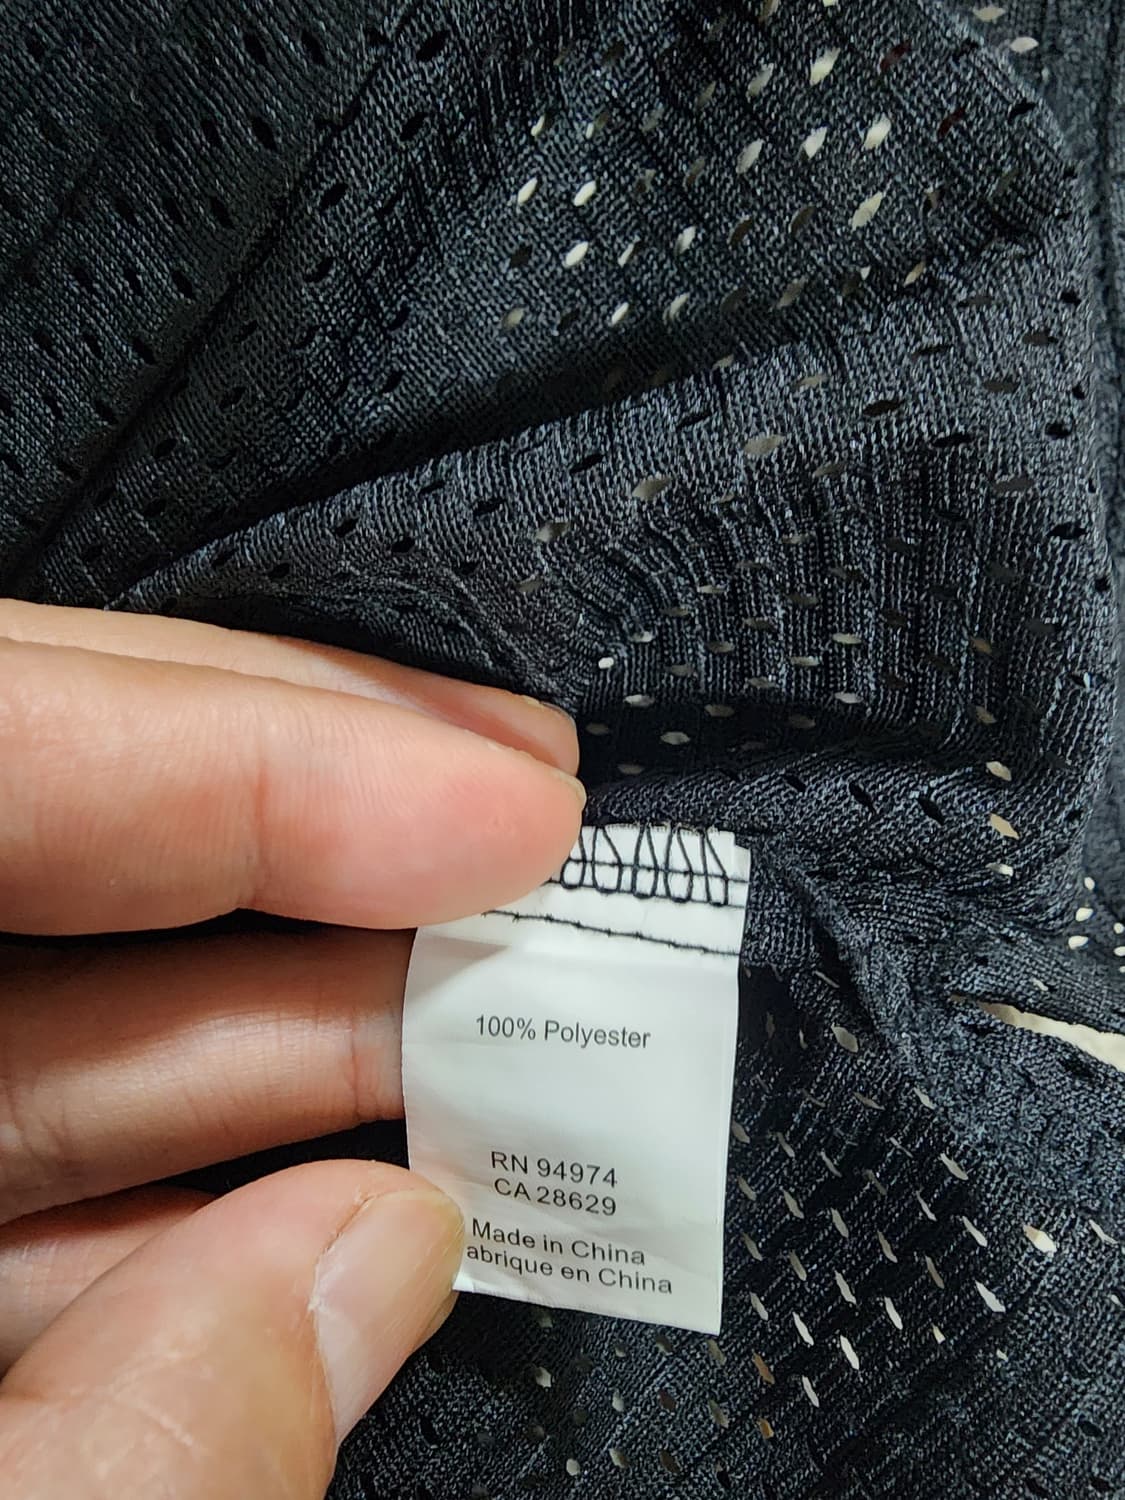 100% Polyester
RN 94974
CA 28629
Made in China
abrique en China